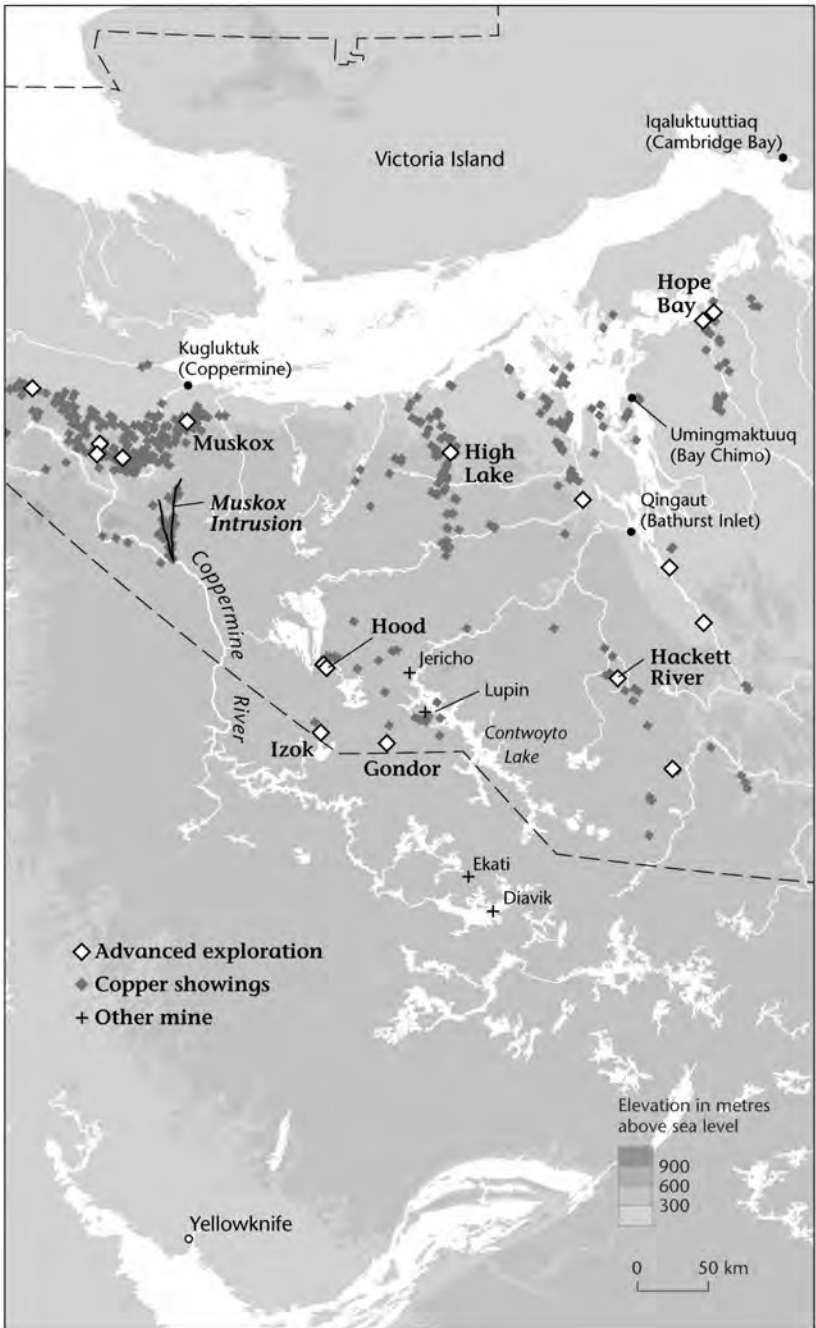 Iqaluktuuttiaq
(Cambridge Bay)
Victoria Island
Hope
Bay
Kugluktuk
(Coppermine)
Muskox
High
Lake
Umingmaktuuq
(Bay Chimo)
Qingaut
(Bathurst Inlet)
Muskox
Intrusion
Coppermine
River
Hood
Jericho
Hackett
River
Lupin
Contwoyto
Lake
Izok
Gondor
Ekati
Diavik
Advanced exploration
Copper showings
Other mine
Elevation in metres
above sea level
900
600
300
Yellowknife
0 50 km